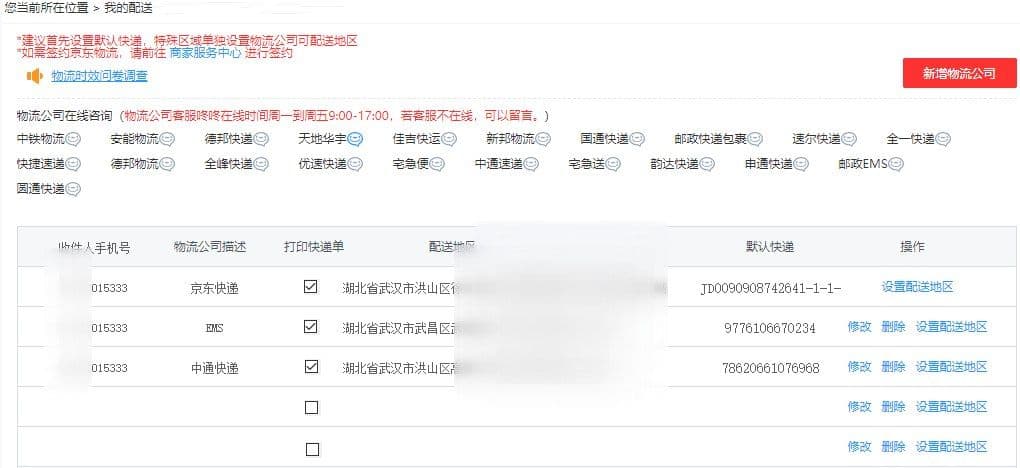 您当前所在位置 > 我的配送
*建议首先设置默认快递，特殊区域单独设置物流公司可配送地区
*如需签约京东物流，请前往 商家服务中心 进行签约
物流时效问卷调查
新增物流公司
物流公司在线咨询（物流公司客服咚咚在线时间周一到周五9:00-17:00，若客服不在线，可以留言。）
中铁物流 安能物流 德邦快递 天地华宇 佳吉快运 新邦物流 国通快递 邮政快递包裹 速尔快递 全一快递
快捷速递 德邦物流 全峰快递 优速快递 宅急便 中通速递 宅急送 韵达快递 申通快递 邮政EMS
圆通快递
收件人手机号 物流公司描述 打印快递单 配送地区 默认快递 操作
015333 京东快递 湖北省武汉市洪山区 JD0090908742641-1-1- 设置配送地区
015333 EMS 湖北省武汉市武昌区 9776106670234 修改 删除 设置配送地区
015333 中通快递 湖北省武汉市洪山区 78620661076968 修改 删除 设置配送地区
修改 删除 设置配送地区
修改 删除 设置配送地区